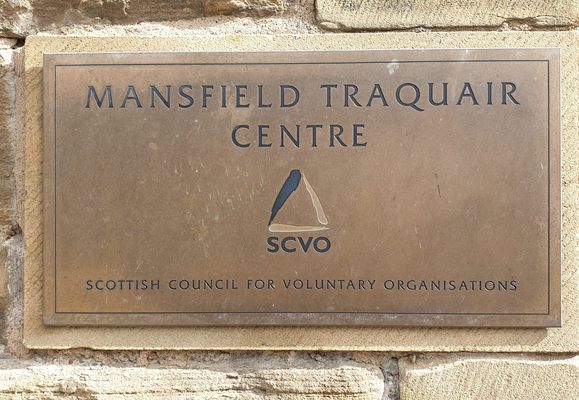 MANSFIELD TRAQUAIR
CENTRE
SCVO
SCOTTISH COUNCIL FOR VOLUNTARY ORGANISATIONS